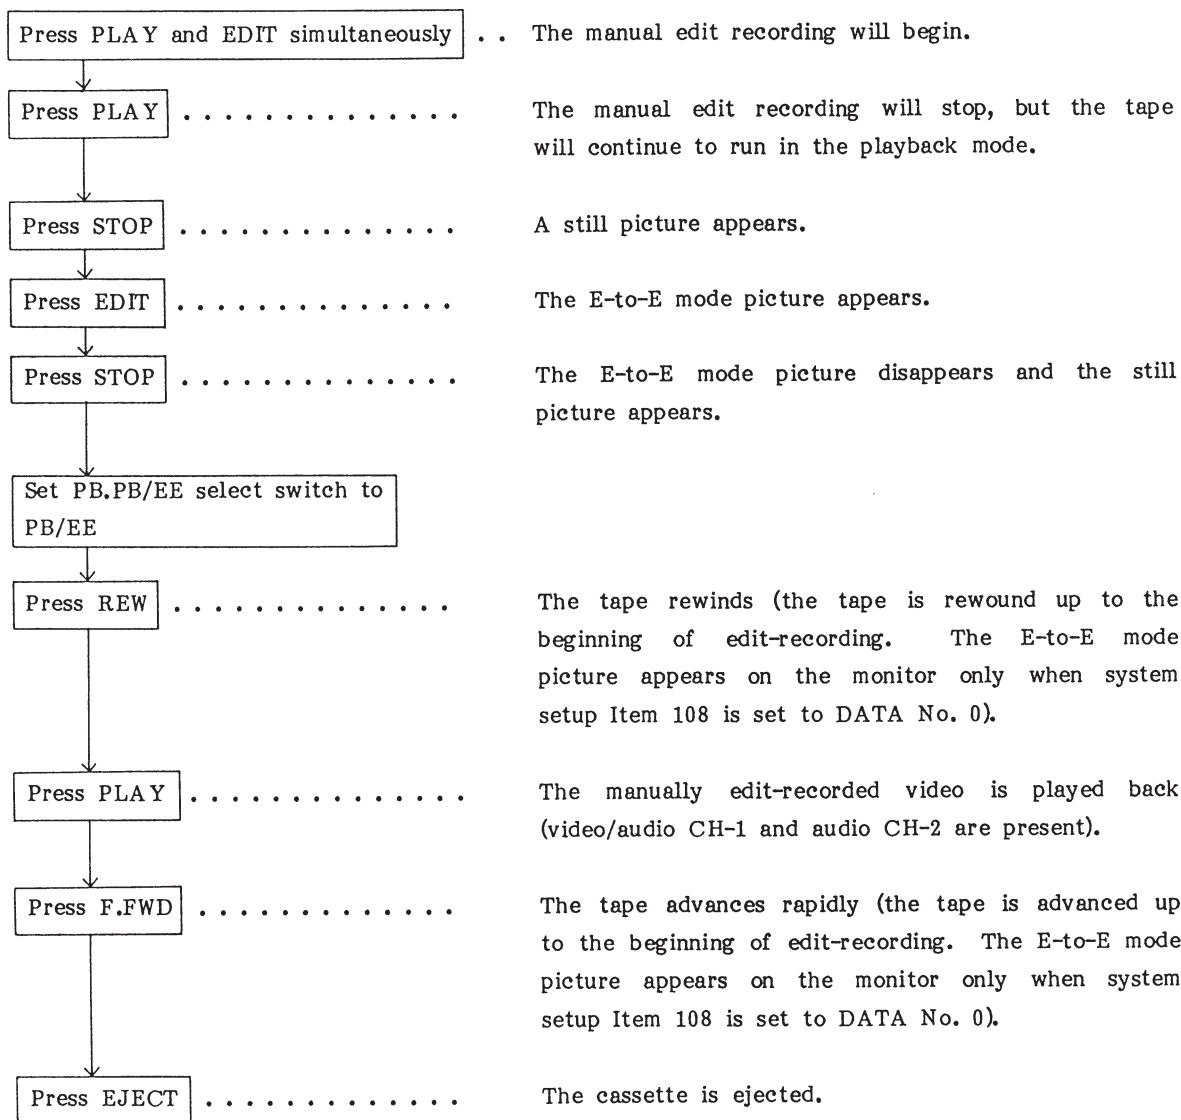 Press PLAY and EDIT simultaneously . . The manual edit recording will begin.
Press PLAY . . . . . . . . . . . . . . The manual edit recording will stop, but the tape
will continue to run in the playback mode.
Press STOP . . . . . . . . . . . . . . A still picture appears.
Press EDIT . . . . . . . . . . . . . . The E-to-E mode picture appears.
Press STOP . . . . . . . . . . . . . . The E-to-E mode picture disappears and the still
picture appears.
Set PB.PB/EE select switch to
PB/EE
Press REW . . . . . . . . . . . . . . The tape rewinds (the tape is rewound up to the
beginning of edit-recording. The E-to-E mode
picture appears on the monitor only when system
setup Item 108 is set to DATA No. 0).
Press PLAY . . . . . . . . . . . . . . The manually edit-recorded video is played back
(video/audio CH-1 and audio CH-2 are present).
Press F.FWD . . . . . . . . . . . . . The tape advances rapidly (the tape is advanced up
to the beginning of edit-recording. The E-to-E mode
picture appears on the monitor only when system
setup Item 108 is set to DATA No. 0).
Press EJECT . . . . . . . . . . . . . The cassette is ejected.